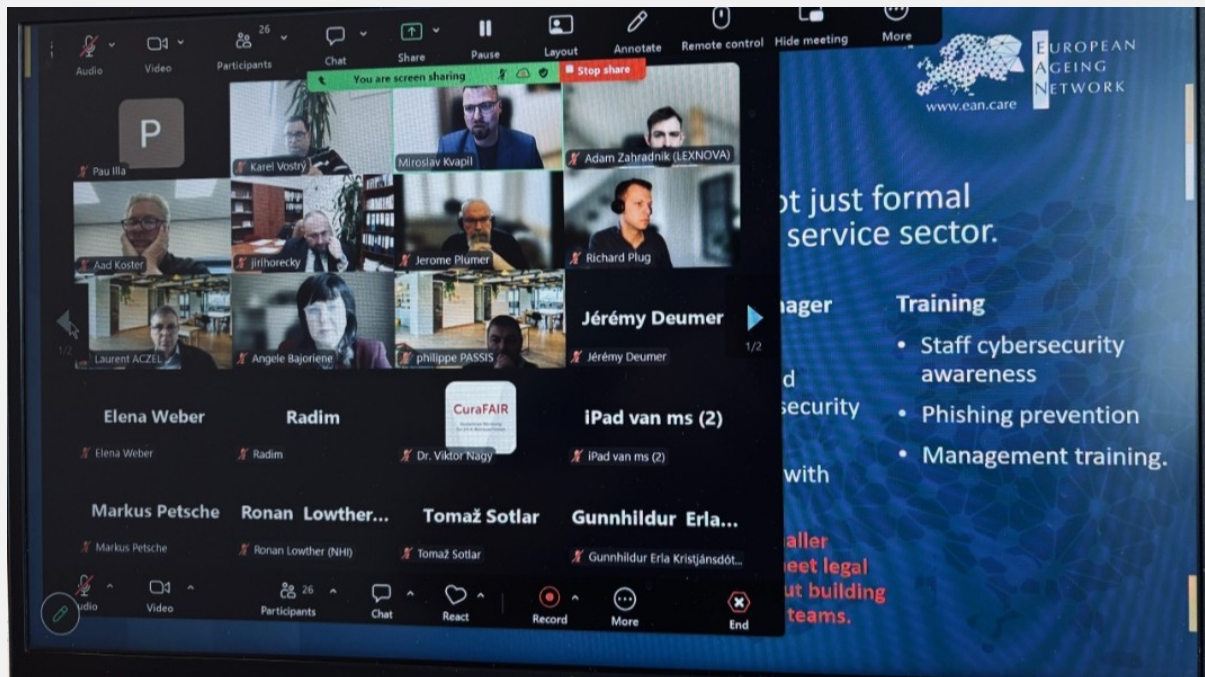 Audio
Video
26
Participants
Chat
Share
Pause
Layout
Annotate
Remote control
Hide meeting
More
You are screen sharing
Stop share
P
Pau Illa
Karel Vostrý
Miroslav Kvapil
Adam Zahradnik (LEXNOVA)
Aad Koster
jirihorecky
Jerome Plumer
Richard Plug
Laurent ACZEL
Angele Bajoriene
philippe PASSIS
Jérémy Deumer
Jérémy Deumer
1/2
1/2
Elena Weber
Elena Weber
Radim
Radim
CuraFAIR
Dr. Viktor Nagy
iPad van ms (2)
iPad van ms (2)
Markus Petsche
Markus Petsche
Ronan Lowther...
Ronan Lowther (NHI)
Tomaž Sotlar
Tomaž Sotlar
Gunnhildur Erla...
Gunnhildur Erla Kristjánsdót...
udio
Video
26
Participants
Chat
React
Record
More
End
EUROPEAN
AGEING
NETWORK
www.ean.care
ot just formal
service sector.
ager
d
security
with
Training
• Staff cybersecurity
awareness
• Phishing prevention
• Management training.
aller
eet legal
ut building
teams.